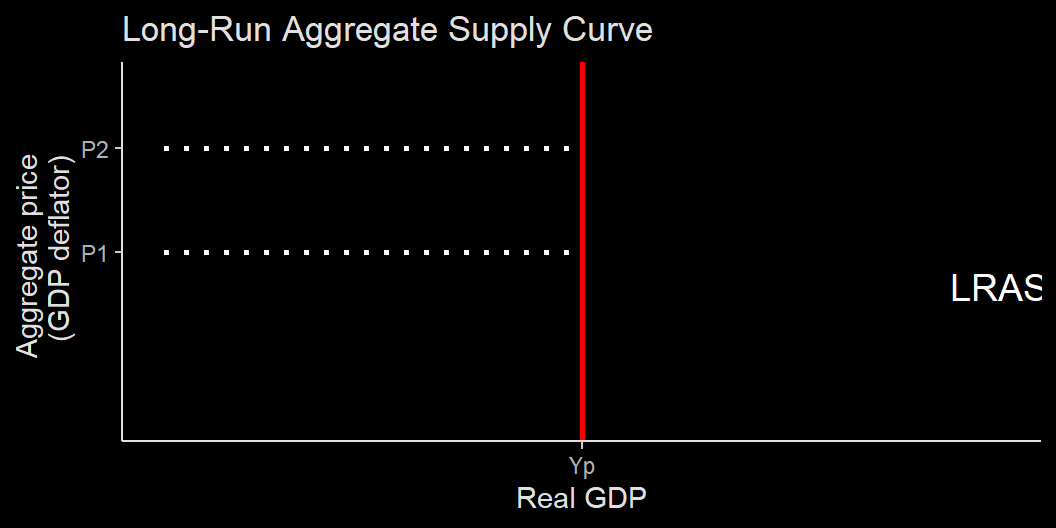 Long-Run Aggregate Supply Curve
Aggregate price
(GDP deflator)
P2
P1
LRAS
Yp
Real GDP